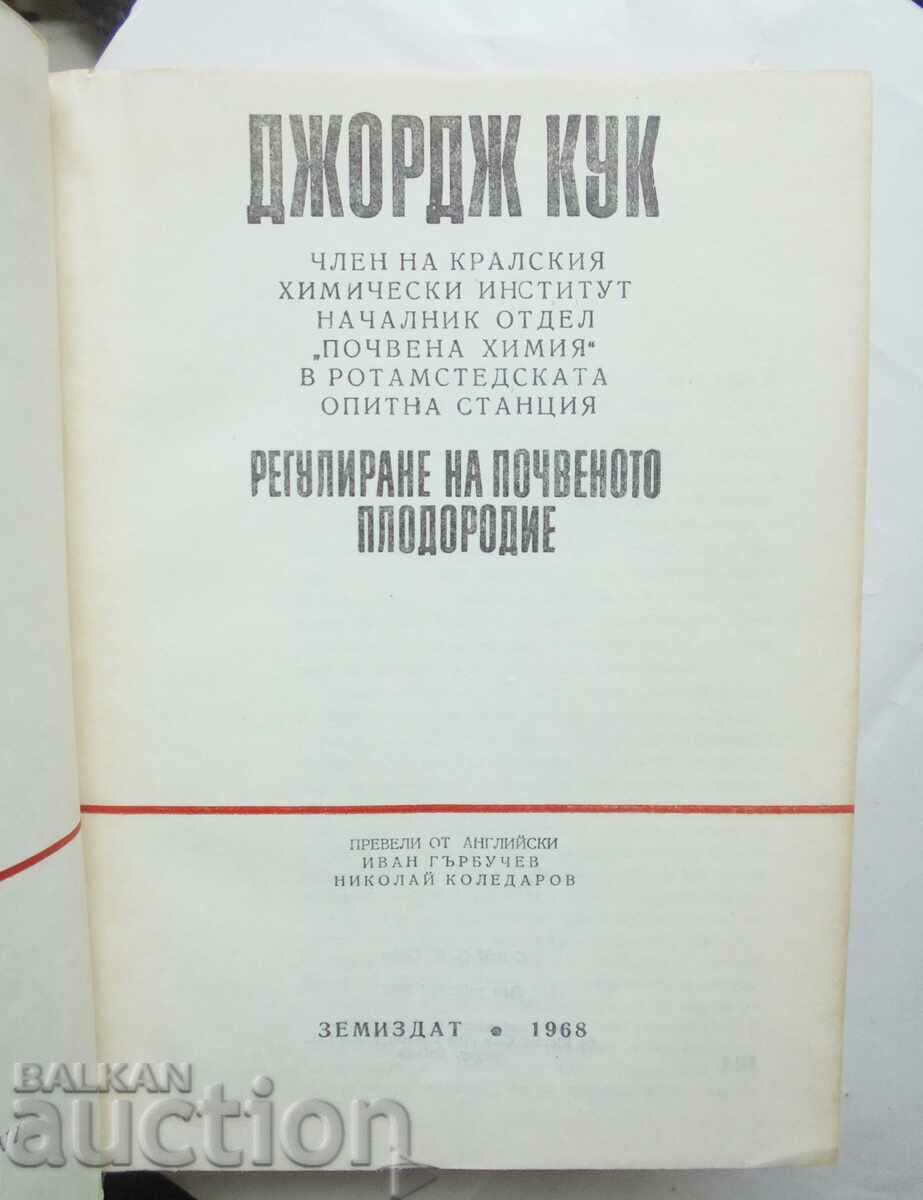 ДЖОРДЖ КУК
ЧЛЕН НА КРАЛСКИЯ
ХИМИЧЕСКИ ИНСТИТУТ
НАЧАЛНИК ОТДЕЛ
„ПОЧВЕНА ХИМИЯ“
В РОТАМСТЕДСКАТА
ОПИТНА СТАНЦИЯ
РЕГУЛИРАНЕ НА ПОЧВЕНОТО
ПЛОДОРОДИЕ
ПРЕВЕЛИ ОТ АНГЛИЙСКИ
ИВАН ГЪРБУЧЕВ
НИКОЛАЙ КОЛЕДАРОВ
ЗЕМИЗДАТ • 1968
BALKAN
auction